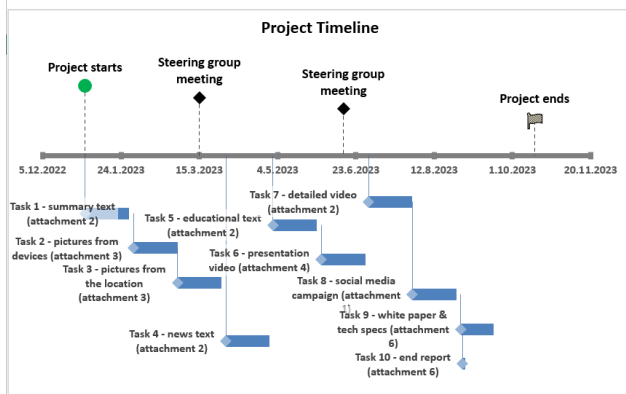 Project Timeline
Project starts
Steering group
meeting
Steering group
meeting
Project ends
5.12.2022 24.1.2023 15.3.2023 4.5.2023 23.6.2023 12.8.2023 1.10.2023 20.11.2023
Task 1 - summary text
(attachment 2)
Task 2 - pictures from
devices (attachment 3)
Task 3 - pictures from
the location
(attachment 3)
Task 4 - news text
(attachment 2)
Task 5 - educational text
(attachment 2)
Task 6 - presentation
video (attachment 4)
Task 7 - detailed video
(attachment 2)
Task 8 - social media
campaign (attachment
1)
Task 9 - white paper &
tech specs (attachment
6)
Task 10 - end report
(attachment 6)